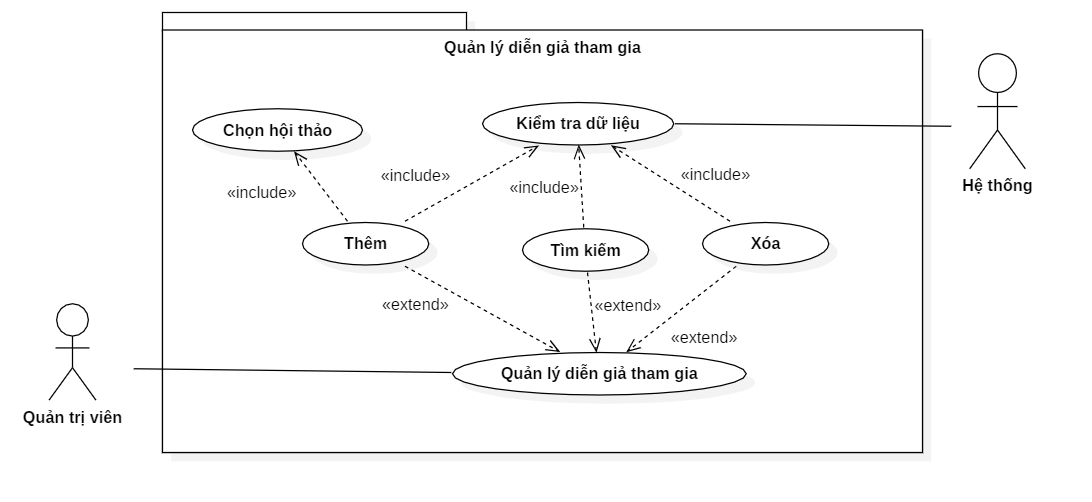 Quản lý diễn giả tham gia
Chọn hội thảo
Kiểm tra dữ liệu
Hệ thống
«include»
«include»
«include»
«include»
Thêm
Tìm kiếm
Xóa
«extend»
«extend»
«extend»
Quản lý diễn giả tham gia
Quản trị viên